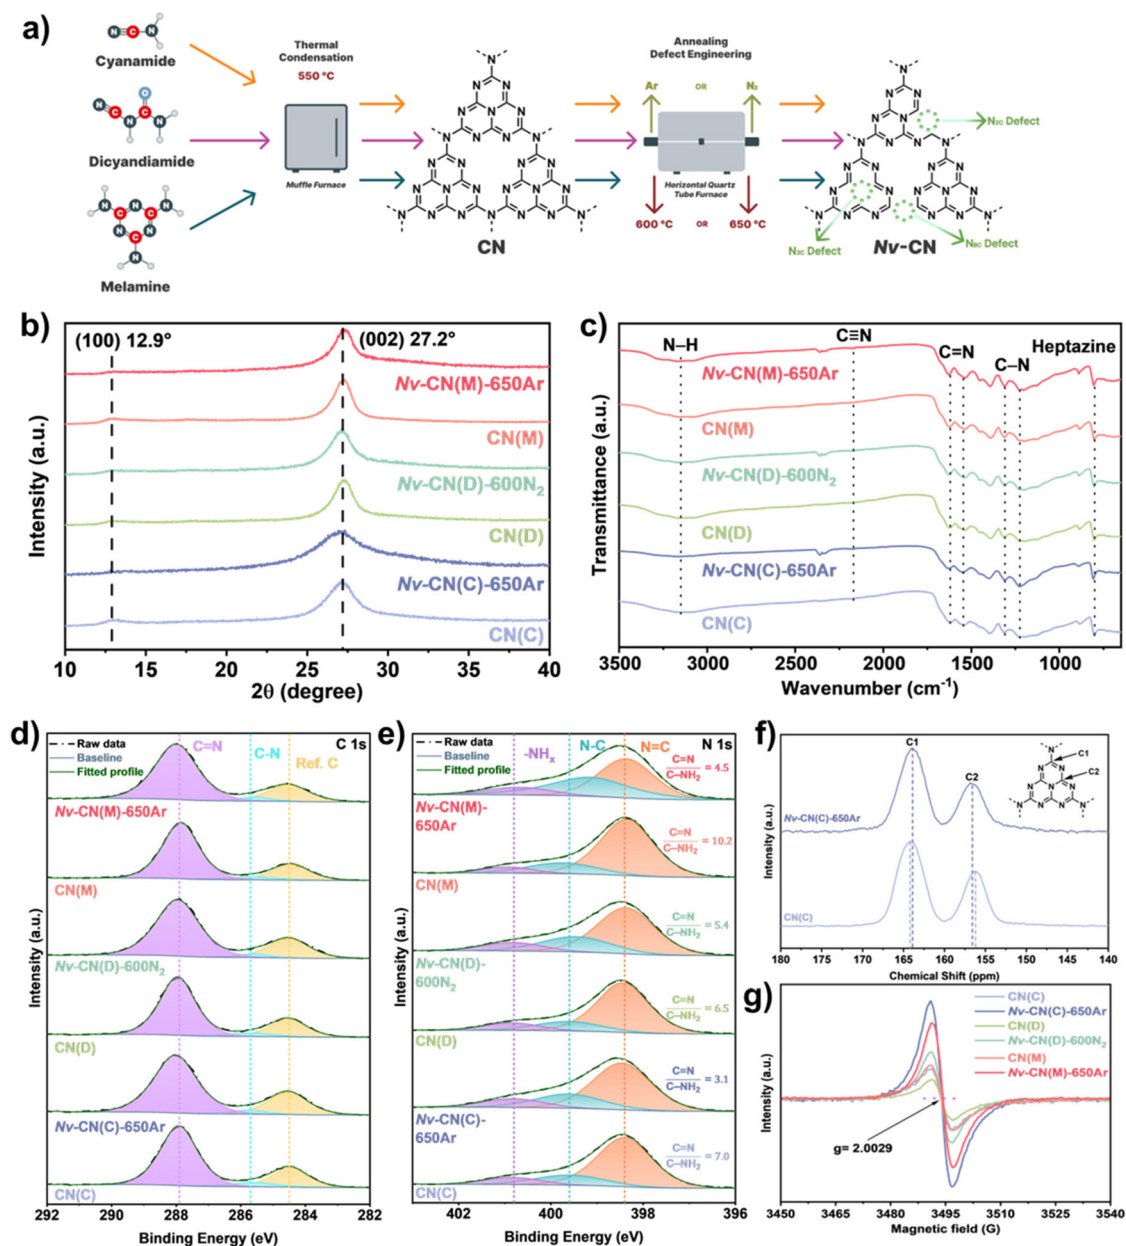 a)
Cyanamide
Dicyandiamide
Melamine
Thermal
Condensation
550 °C
Muffle Furnace
CN
Annealing
Defect Engineering
Ar OR N₂
Horizontal Quartz
Tube Furnace
600 °C OR 650 °C
N₂C Defect
N₃C Defect
Nv-CN
b)
(100) 12.9°
(002) 27.2°
Nv-CN(M)-650Ar
CN(M)
Nv-CN(D)-600N₂
CN(D)
Nv-CN(C)-650Ar
CN(C)
Intensity (a.u.)
10 15 20 25 30 35 40
2θ (degree)
c)
N–H
C≡N
C=N
C–N
Heptazine
Nv-CN(M)-650Ar
CN(M)
Nv-CN(D)-600N₂
CN(D)
Nv-CN(C)-650Ar
CN(C)
Transmittance (a.u.)
3500 3000 2500 2000 1500 1000
Wavenumber (cm⁻¹)
d)
Raw data
Baseline
Fitted profile
C=N
C-N
Ref. C
C 1s
Nv-CN(M)-650Ar
CN(M)
Nv-CN(D)-600N₂
CN(D)
Nv-CN(C)-650Ar
CN(C)
Intensity (a.u.)
292 290 288 286 284 282
Binding Energy (eV)
e)
Raw data
Baseline
Fitted profile
-NHₓ
N-C
N=C
N 1s
C=N
C–NH₂ = 4.5
Nv-CN(M)-
650Ar
C=N
C–NH₂ = 10.2
CN(M)
C=N
C–NH₂ = 5.4
Nv-CN(D)-
600N₂
C=N
C–NH₂ = 6.5
CN(D)
C=N
C–NH₂ = 3.1
Nv-CN(C)-
650Ar
C=N
C–NH₂ = 7.0
CN(C)
Intensity (a.u.)
402 400 398 396
Binding Energy (eV)
f)
C1
C2
C1
C2
Nv-CN(C)-650Ar
CN(C)
Intensity (a.u.)
180 175 170 165 160 155 150 145 140
Chemical Shift (ppm)
g)
CN(C)
Nv-CN(C)-650Ar
CN(D)
Nv-CN(D)-600N₂
CN(M)
Nv-CN(M)-650Ar
g= 2.0029
Intensity (a.u.)
3450 3465 3480 3495 3510 3525 3540
Magnetic field (G)